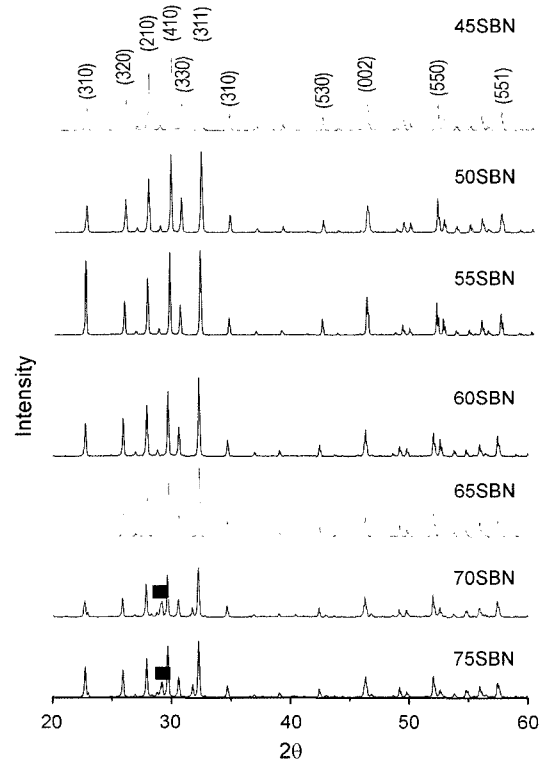 45SBN
(310)
(320)
(210)
(410)
(330)
(311)
(310)
(530)
(002)
(550)
(551)
50SBN
55SBN
60SBN
65SBN
70SBN
75SBN
Intensity
20 30 40 50 60
2θ